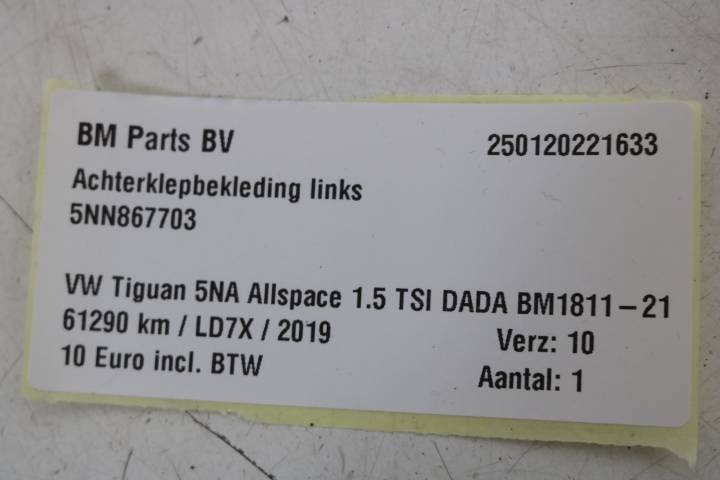 BM Parts BV 250120221633
Achterklepbekleding links
5NN867703
VW Tiguan 5NA Allspace 1.5 TSI DADA BM1811-21
61290 km / LD7X / 2019 Verz: 10
10 Euro incl. BTW Aantal: 1